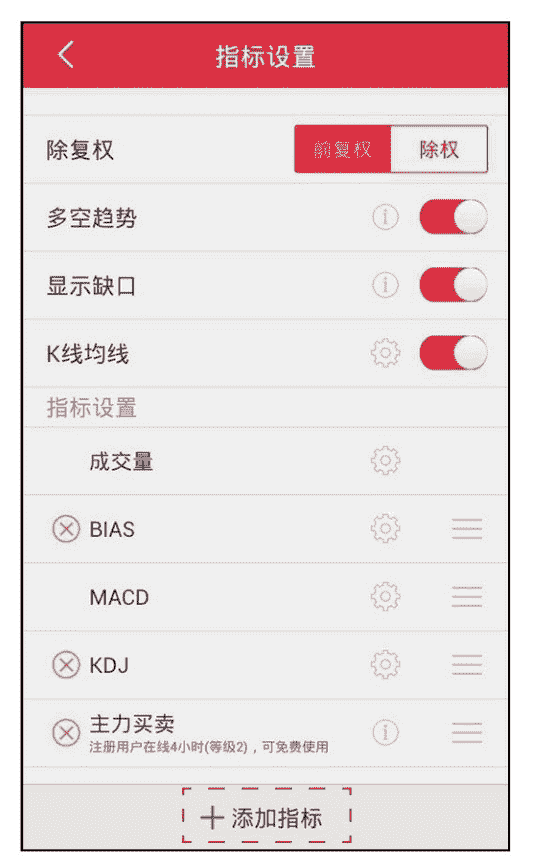 指标设置
除复权 前复权 除权
多空趋势
显示缺口
K线均线
指标设置
成交量
BIAS
MACD
KDJ
主力买卖
注册用户在线4小时(等级2)，可免费使用
添加指标